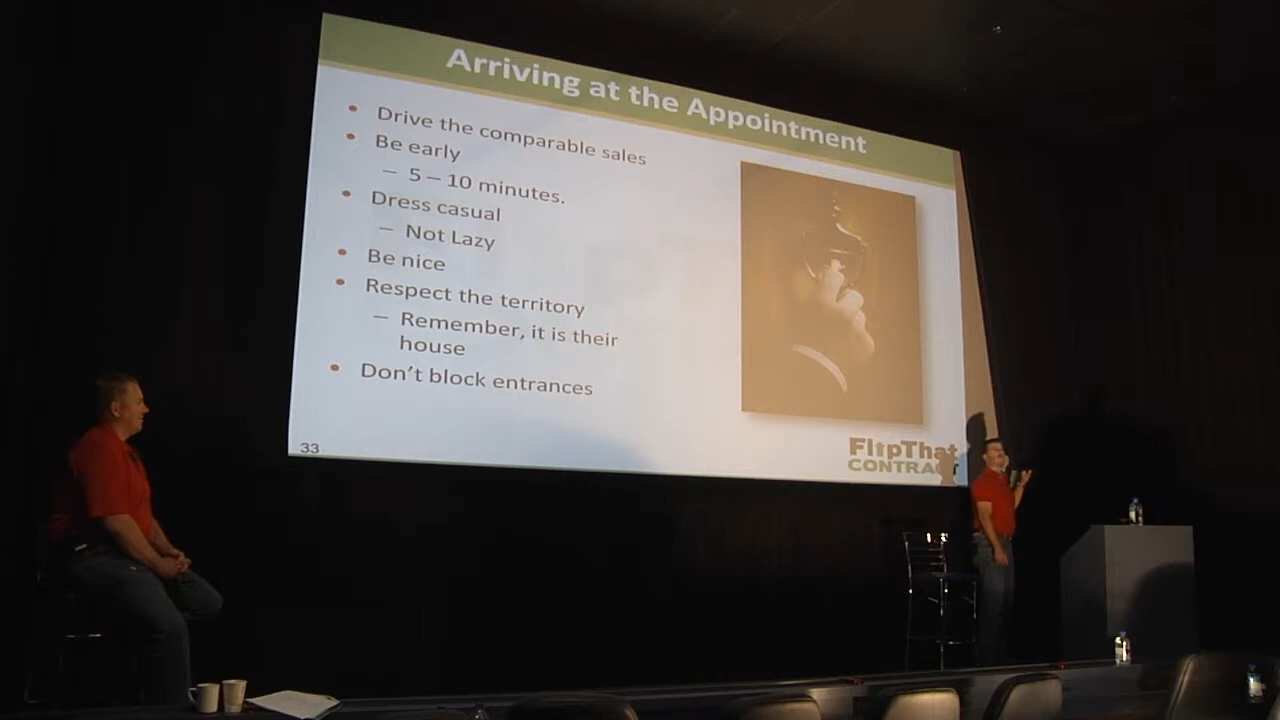 Arriving at the Appointment
• Drive the comparable sales
• Be early
– 5 – 10 minutes.
• Dress casual
– Not Lazy
• Be nice
• Respect the territory
– Remember, it is their
house
• Don't block entrances
33
FlipThat